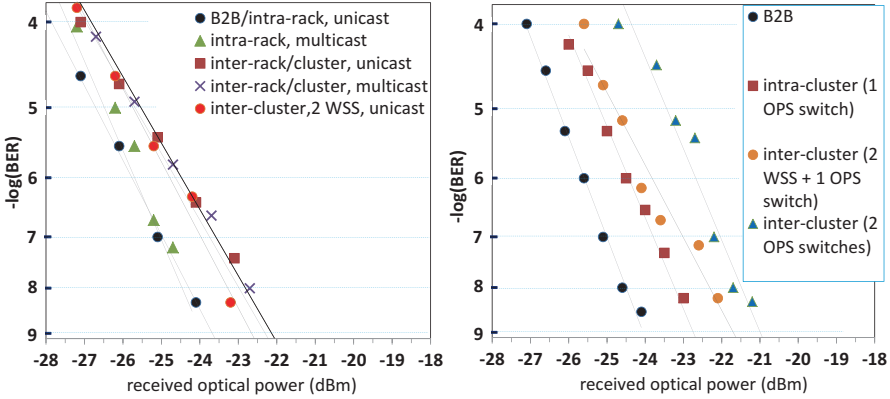 -log(BER)
4
5
6
7
8
9
B2B/intra-rack, unicast
intra-rack, multicast
inter-rack/cluster, unicast
inter-rack/cluster, multicast
inter-cluster,2 WSS, unicast
-28 -27 -26 -25 -24 -23 -22 -21 -20 -19 -18
received optical power (dBm)
-log(BER)
4
5
6
7
8
9
B2B
intra-cluster (1
OPS switch)
inter-cluster (2
WSS + 1 OPS
switch)
inter-cluster (2
OPS switches)
-28 -27 -26 -25 -24 -23 -22 -21 -20 -19 -18
received optical power (dBm)